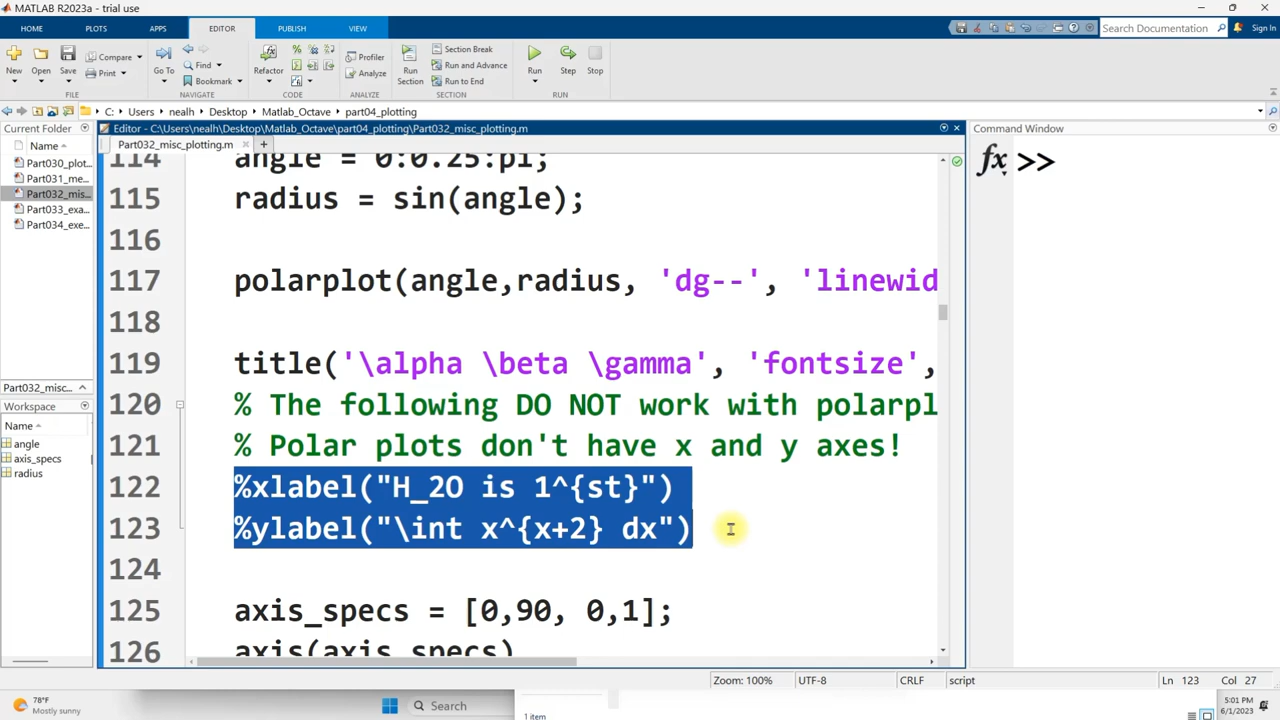 MATLAB R2023a - trial use
HOME PLOTS APPS EDITOR PUBLISH VIEW
Search Documentation
Sign In
New Open Save Compare Print
Go To Find Bookmark
Refactor
Profiler Analyze
Run Section
Section Break
Run and Advance
Run to End
Run Step Stop
FILE NAVIGATE CODE ANALYZE SECTION RUN
C: Users nealh Desktop Matlab_Octave part04_plotting
Current Folder
Name
Part030_plot...
Part031_me...
Part032_mis...
Part033_exa...
Part034_exe...
Part032_misc...
Workspace
Name
angle
axis_specs
radius
Editor - C:\Users\nealh\Desktop\Matlab_Octave\part04_plotting\Part032_misc_plotting.m
Part032_misc_plotting.m
114 angle = 0:0.25:pi;
115 radius = sin(angle);
116
117 polarplot(angle,radius, 'dg--', 'linewid
118
119 title('\alpha \beta \gamma', 'fontsize',
120 % The following DO NOT work with polarpl
121 % Polar plots don't have x and y axes!
122 %xlabel("H_2O is 1^{st}")
123 %ylabel("\int x^{x+2} dx")
124
125 axis_specs = [0,90, 0,1];
126 axis(axis_specs)
Command Window
fx >>
Zoom: 100% UTF-8 CRLF script Ln 123 Col 27
78°F
Mostly sunny
Search
1 item
5:01 PM
6/1/2023